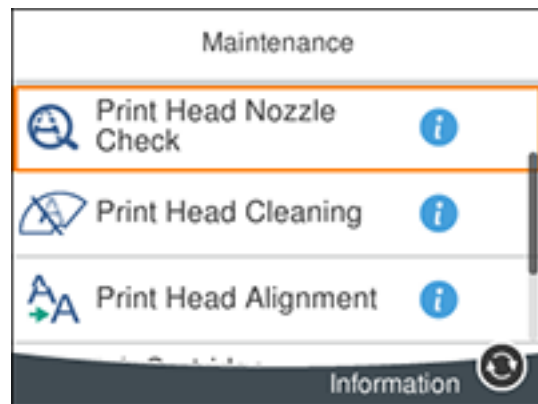 Maintenance
Print Head Nozzle
Check
Print Head Cleaning
Print Head Alignment
Information